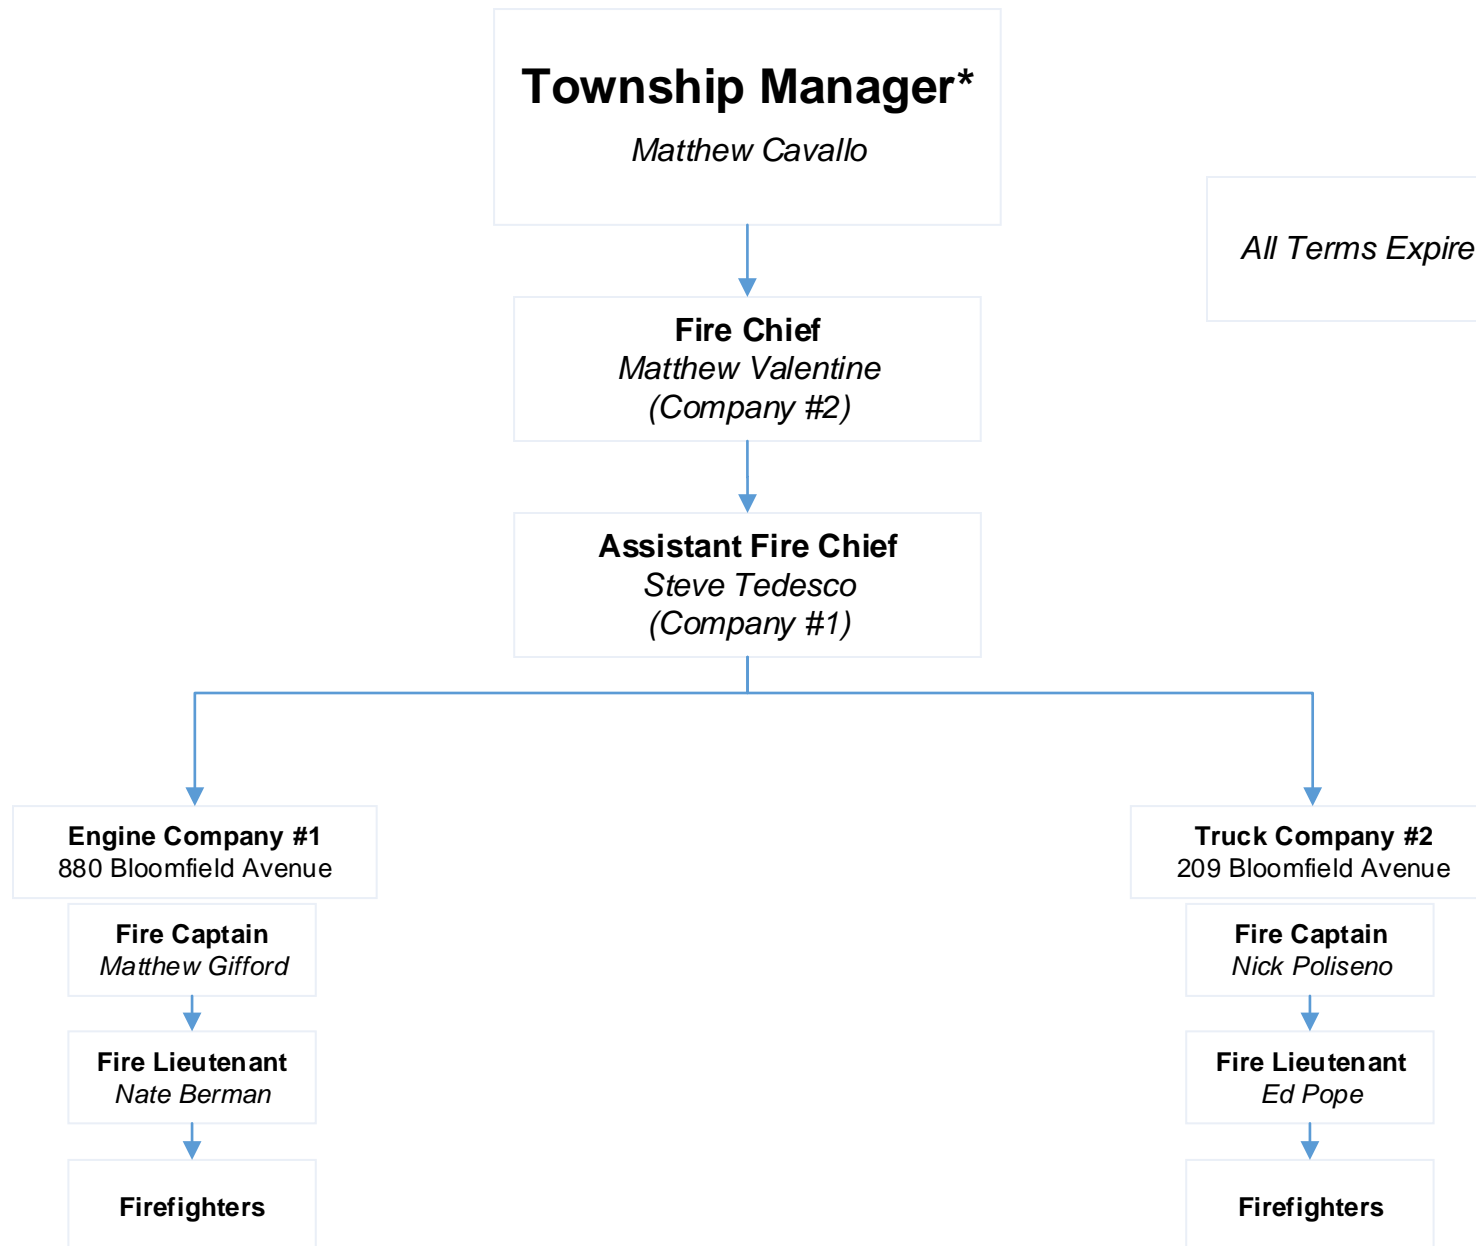 Township Manager*
Matthew Cavallo
All Terms Expire
Fire Chief
Matthew Valentine
(Company #2)
Assistant Fire Chief
Steve Tedesco
(Company #1)
Engine Company #1
880 Bloomfield Avenue
Fire Captain
Matthew Gifford
Fire Lieutenant
Nate Berman
Firefighters
Truck Company #2
209 Bloomfield Avenue
Fire Captain
Nick Poliseno
Fire Lieutenant
Ed Pope
Firefighters